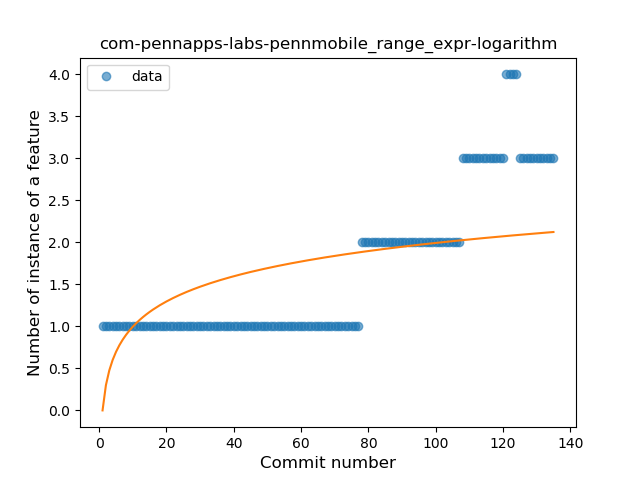 com-pennapps-labs-pennmobile_range_expr-logarithm
data
Number of instance of a feature
4.0
3.5
3.0
2.5
2.0
1.5
1.0
0.5
0.0
0 20 40 60 80 100 120 140
Commit number